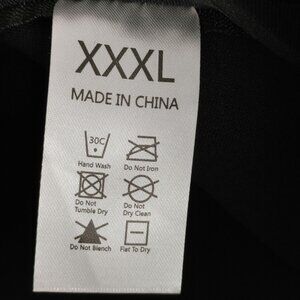 XXXL
MADE IN CHINA
30C
Hand Wash
Do Not Iron
Do Not
Tumble Dry
Do Not
Dry Clean
Do Not Blench
Flat To Dry